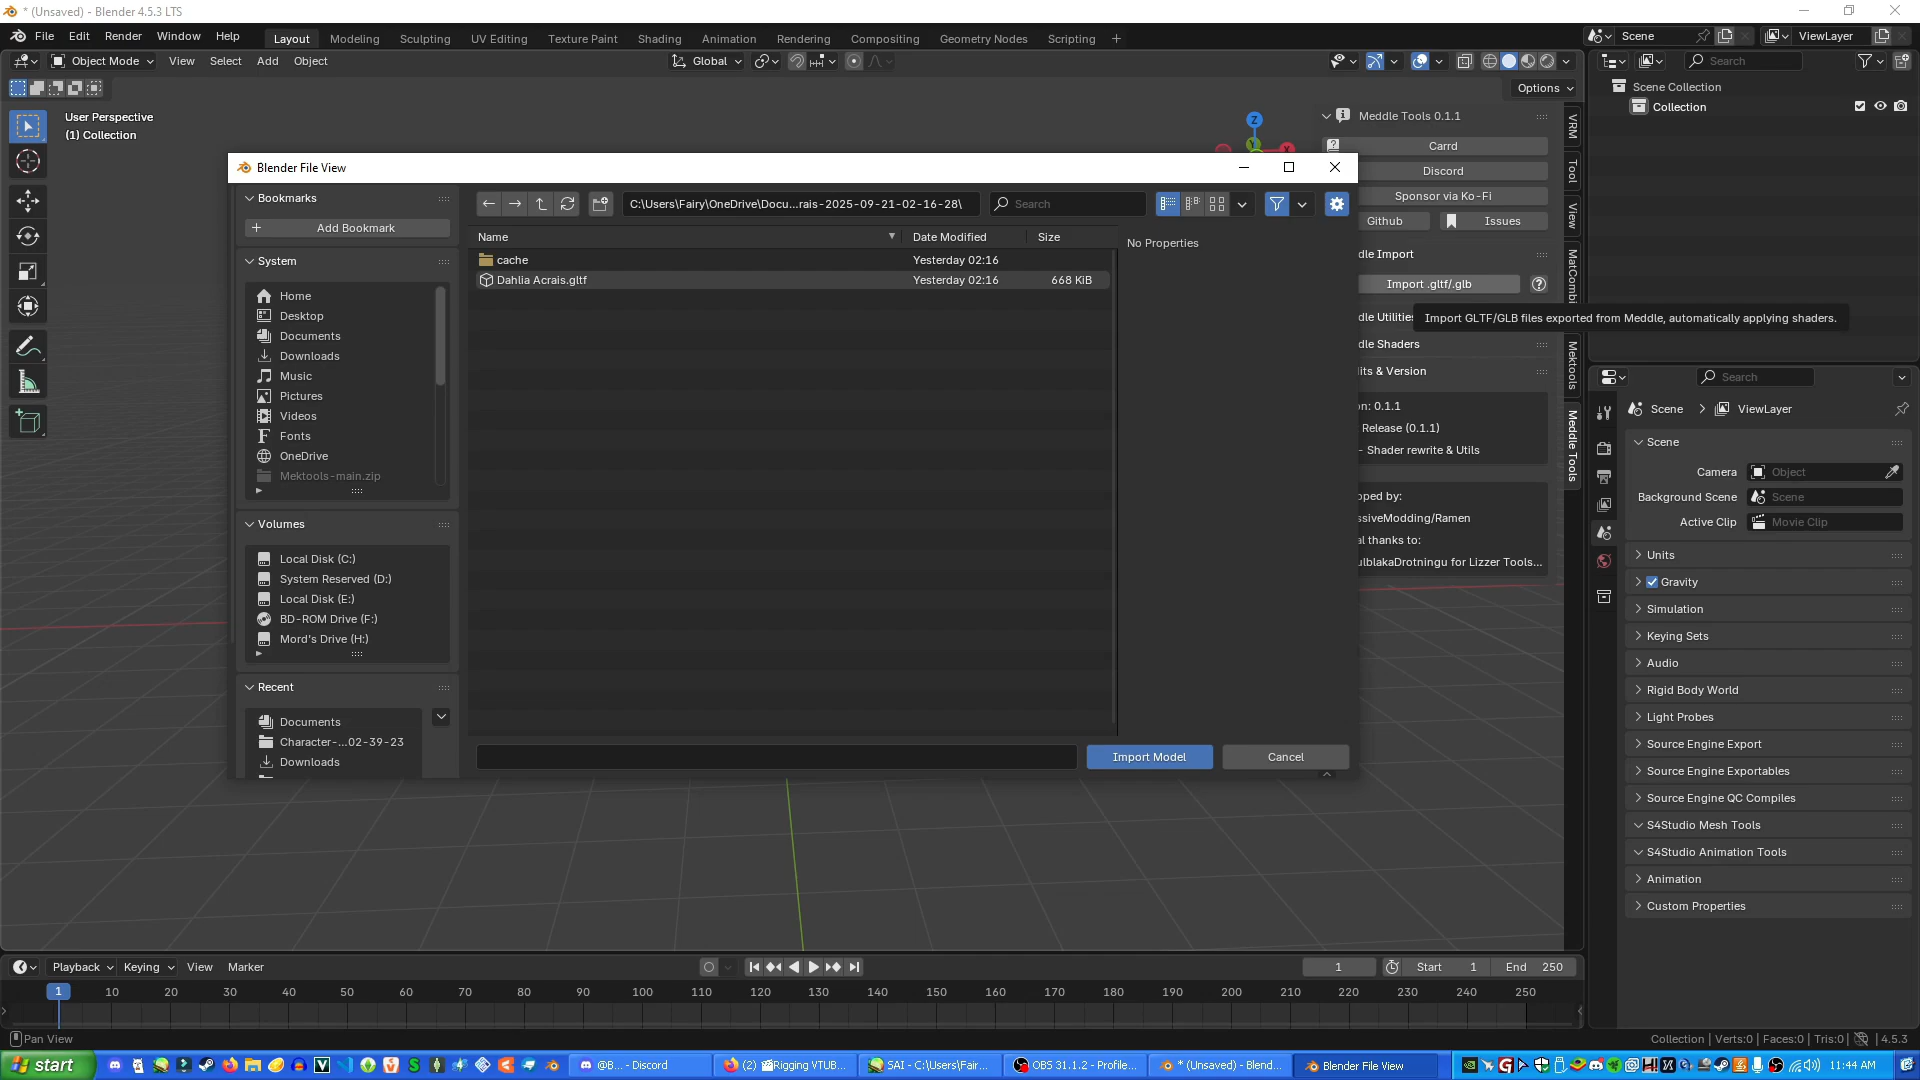 * (Unsaved) - Blender 4.5.3 LTS
File Edit Render Window Help Layout Modeling Sculpting UV Editing Texture Paint Shading Animation Rendering Compositing Geometry Nodes Scripting + Scene ViewLayer
Object Mode View Select Add Object Global Search
Options
User Perspective
(1) Collection
Scene Collection
Collection
Z
Meddle Tools 0.1.1
Carrd
Discord
Sponsor via Ko-Fi
Github Issues
dle Import
Import .gltf/.glb
dle Utilities
Import GLTF/GLB files exported from Meddle, automatically applying shaders.
dle Shaders
its & Version
on: 0.1.1
Release (0.1.1)
- Shader rewrite & Utils
oped by:
ssiveModding/Ramen
al thanks to:
ulblakaDrotningu for Lizzer Tools...
VRM
Tool
View
MatCombi
Mektools
Meddle Tools
Blender File View
Bookmarks
Add Bookmark
System
Home
Desktop
Documents
Downloads
Music
Pictures
Videos
Fonts
OneDrive
Mektools-main.zip
Volumes
Local Disk (C:)
System Reserved (D:)
Local Disk (E:)
BD-ROM Drive (F:)
Mord's Drive (H:)
Recent
Documents
Character-...02-39-23
Downloads
C:\Users\Fairy\OneDrive\Docu...rais-2025-09-21-02-16-28\ Search
Name Date Modified Size
cache Yesterday 02:16
Dahlia Acrais.gltf Yesterday 02:16 668 KiB
No Properties
Import Model Cancel
Search
Scene > ViewLayer
Scene
Camera Object
Background Scene Scene
Active Clip Movie Clip
Units
Gravity
Simulation
Keying Sets
Audio
Rigid Body World
Light Probes
Source Engine Export
Source Engine Exportables
Source Engine QC Compiles
S4Studio Mesh Tools
S4Studio Animation Tools
Animation
Custom Properties
Playback Keying View Marker 1 Start 1 End 250
1 10 20 30 40 50 60 70 80 90 100 110 120 130 140 150 160 170 180 190 200 210 220 230 240 250
Pan View
Collection | Verts:0 | Faces:0 | Tris:0 | 4.5.3
start @B... - Discord (2) Rigging VTUB... SAI - C:\Users\Fair... OBS 31.1.2 - Profile... * (Unsaved) - Blend... Blender File View 11:44 AM